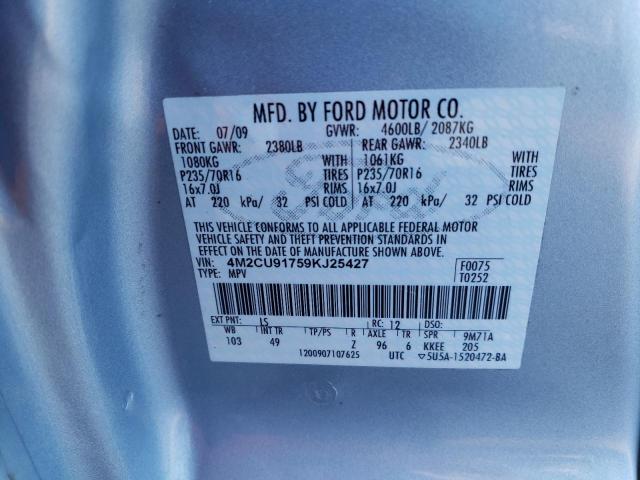 MFD. BY FORD MOTOR CO.
DATE: 07/09 GVWR: 4600LB/ 2087KG
FRONT GAWR: 2380LB REAR GAWR: 2340LB
1080KG WITH 1061KG WITH
P235/70R16 TIRES P235/70R16 TIRES
16x7.0J RIMS 16x7.0J RIMS
AT 220 kPa/ 32 PSI COLD AT 220 kPa/ 32 PSI COLD
THIS VEHICLE CONFORMS TO ALL APPLICABLE FEDERAL MOTOR
VEHICLE SAFETY AND THEFT PREVENTION STANDARDS IN
EFFECT ON THE DATE OF MANUFACTURE SHOWN ABOVE.
VIN: 4M2CU91759KJ25427 F0075
TYPE: MPV T0252
EXT PNT: JS RC: 12 DSO:
WB INT TR TP/PS R AXLE TR SPR 9M71A
103 49 Z 96 6 KKEE 205
1200907107625 UTC ▽5U5A-1520472-BA
Ford